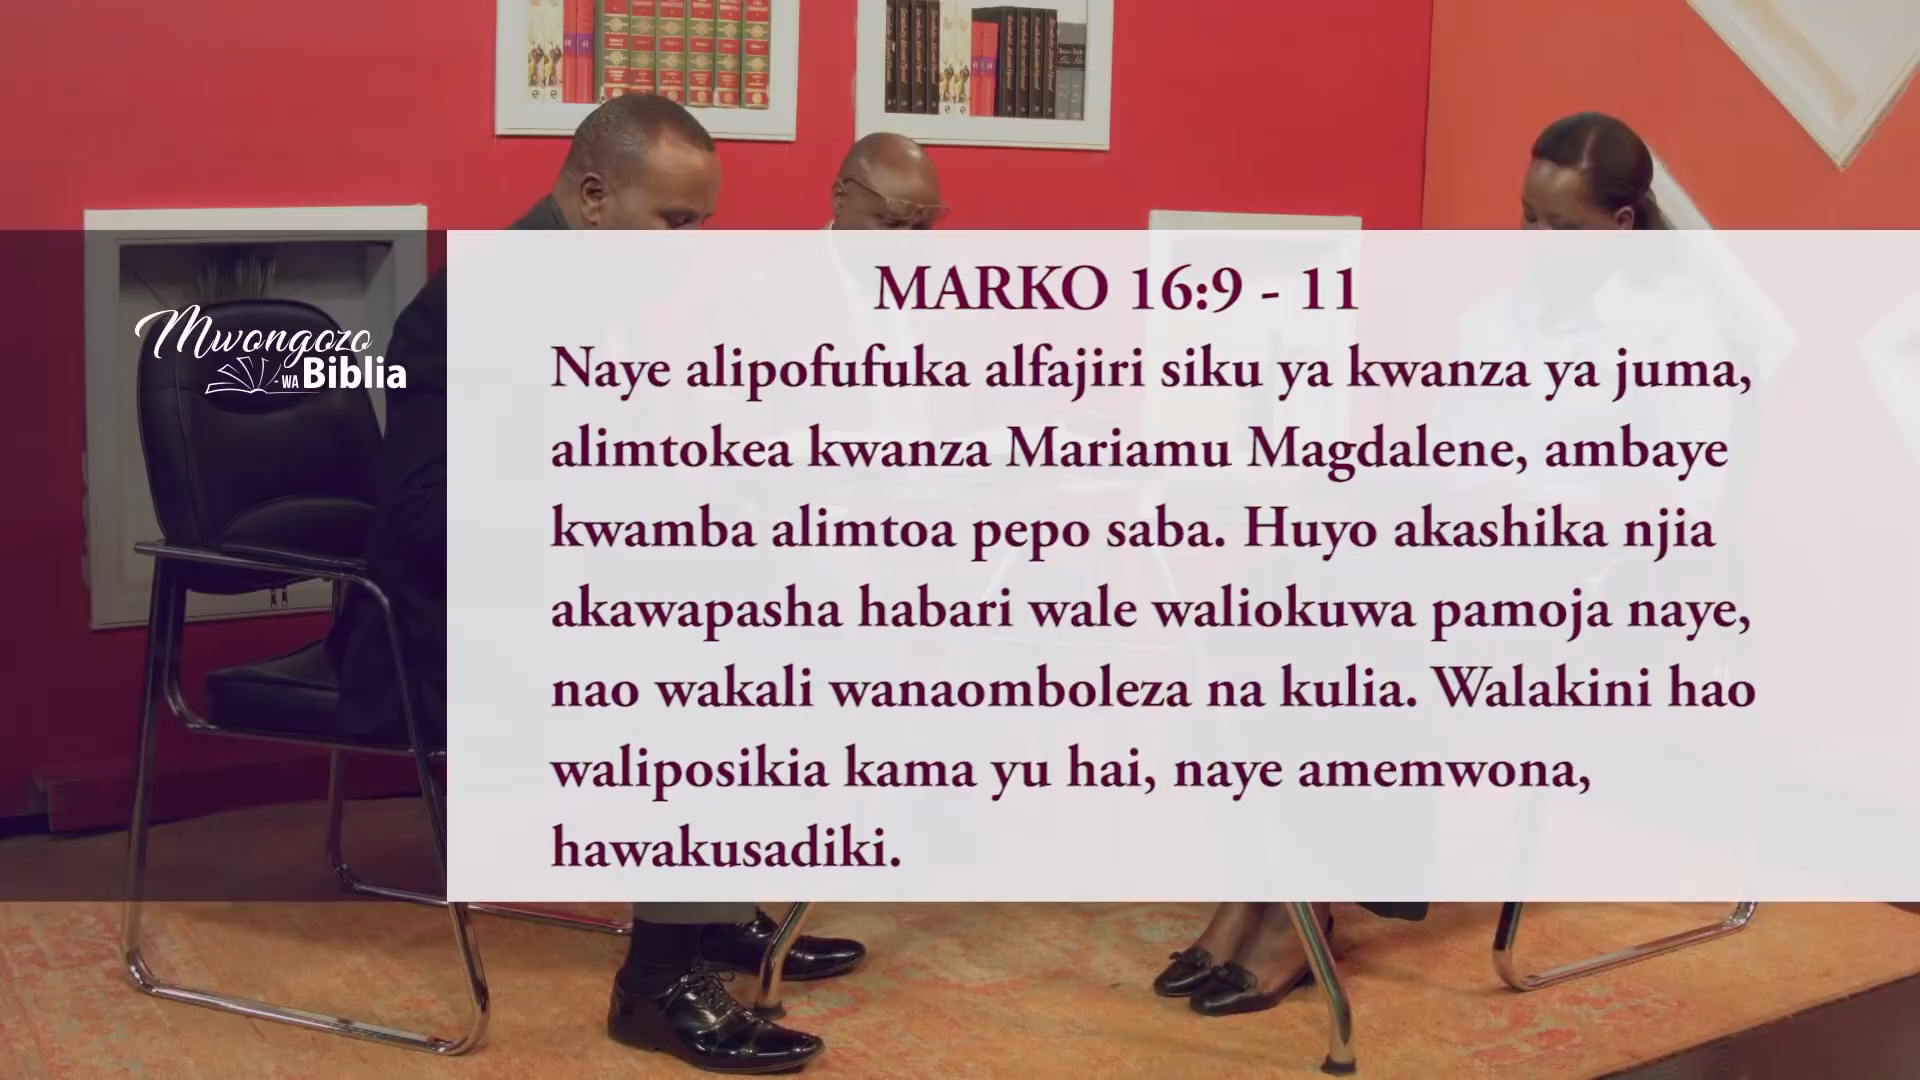 Mwongozo
- WA Biblia
MARKO 16:9 - 11
Naye alipofufuka alfajiri siku ya kwanza ya juma,
alimtokea kwanza Mariamu Magdalene, ambaye
kwamba alimtoa pepo saba. Huyo akashika njia
akawapasha habari wale waliokuwa pamoja naye,
nao wakali wanaomboleza na kulia. Walakini hao
waliposikia kama yu hai, naye amemwona,
hawakusadiki.